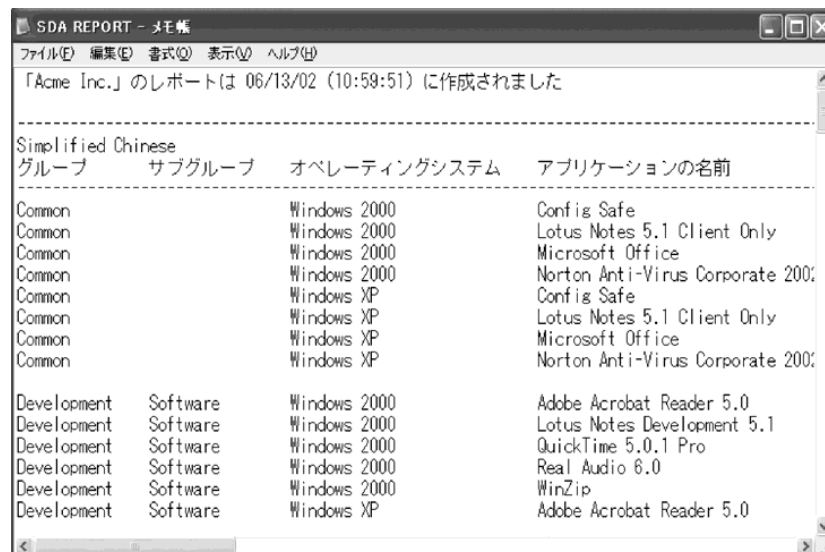 SDA REPORT - メモ帳
ファイル(F) 編集(E) 書式(O) 表示(V) ヘルプ(H)
「Acme Inc.」のレポートは 06/13/02 (10:59:51) に作成されました
Simplified Chinese
グループ サブグループ オペレーティングシステム アプリケーションの名前
Common Windows 2000 Config Safe
Common Windows 2000 Lotus Notes 5.1 Client Only
Common Windows 2000 Microsoft Office
Common Windows 2000 Norton Anti-Virus Corporate 2002
Common Windows XP Config Safe
Common Windows XP Lotus Notes 5.1 Client Only
Common Windows XP Microsoft Office
Common Windows XP Norton Anti-Virus Corporate 2002
Development Software Windows 2000 Adobe Acrobat Reader 5.0
Development Software Windows 2000 Lotus Notes Development 5.1
Development Software Windows 2000 QuickTime 5.0.1 Pro
Development Software Windows 2000 Real Audio 6.0
Development Software Windows 2000 WinZip
Development Software Windows XP Adobe Acrobat Reader 5.0